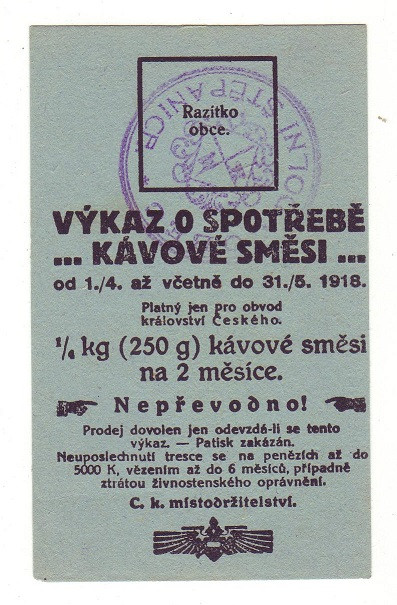 Razítko
obce.
DOLNÍ ŠTĚPANICE
VÝKAZ O SPOTŘEBĚ
... KÁVOVÉ SMĚSI ...
od 1./4. až včetně do 31./5. 1918.
Platný jen pro obvod
království Českého.
¹/₄ kg (250 g) kávové směsi
na 2 měsíce.
Nepřevodno!
Prodej dovolen jen odevzdá-li se tento
výkaz. — Patisk zakázán.
Neuposlechnutí tresce se na penězích až do
5000 K, vězením až do 6 měsíců, případně
ztrátou živnostenského oprávnění.
C. k. místodržitelství.